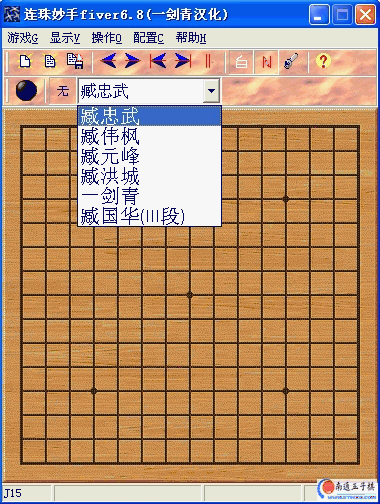 连珠妙手fiver6.8(一剑青汉化)
游戏G 显示V 操作O 配置C 帮助H
白 N ?
无 臧忠武
臧忠武
臧伟枫
臧元峰
臧洪城
一剑青
臧国华(III段)
J15
南通五子棋